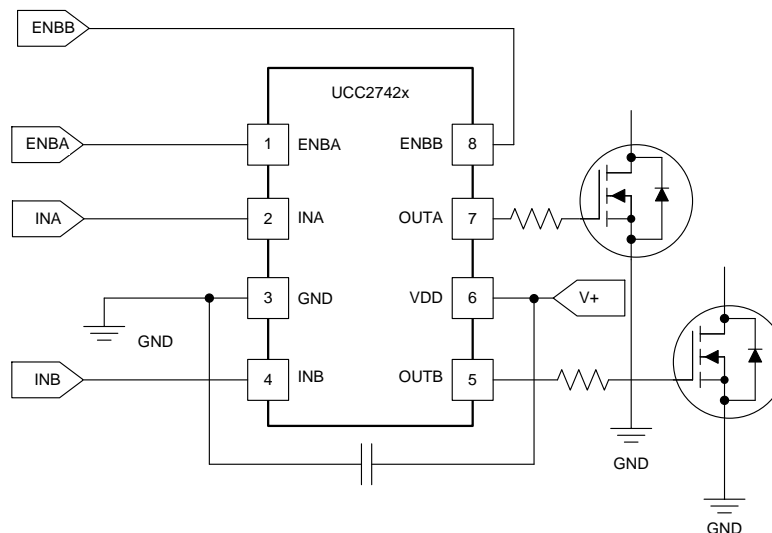 ENBB
UCC2742x
ENBA
1
ENBA
ENBB
8
INA
2
INA
OUTA
7
3
GND
VDD
6
V+
GND
INB
4
INB
OUTB
5
GND
GND